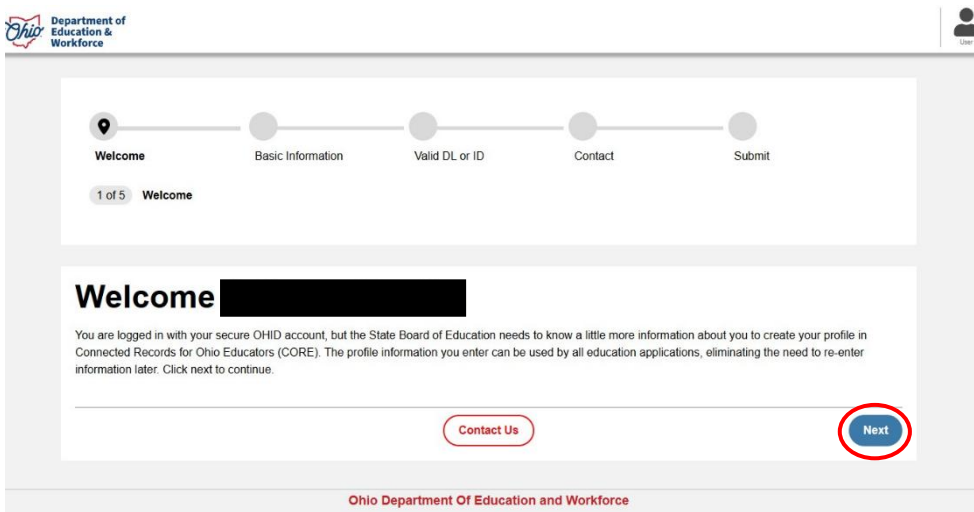 Ohio
Department of
Education &
Workforce
User
Welcome
Basic Information
Valid DL or ID
Contact
Submit
1 of 5 Welcome
Welcome
You are logged in with your secure OHID account, but the State Board of Education needs to know a little more information about you to create your profile in
Connected Records for Ohio Educators (CORE). The profile information you enter can be used by all education applications, eliminating the need to re-enter
information later. Click next to continue.
Contact Us
Next
Ohio Department Of Education and Workforce